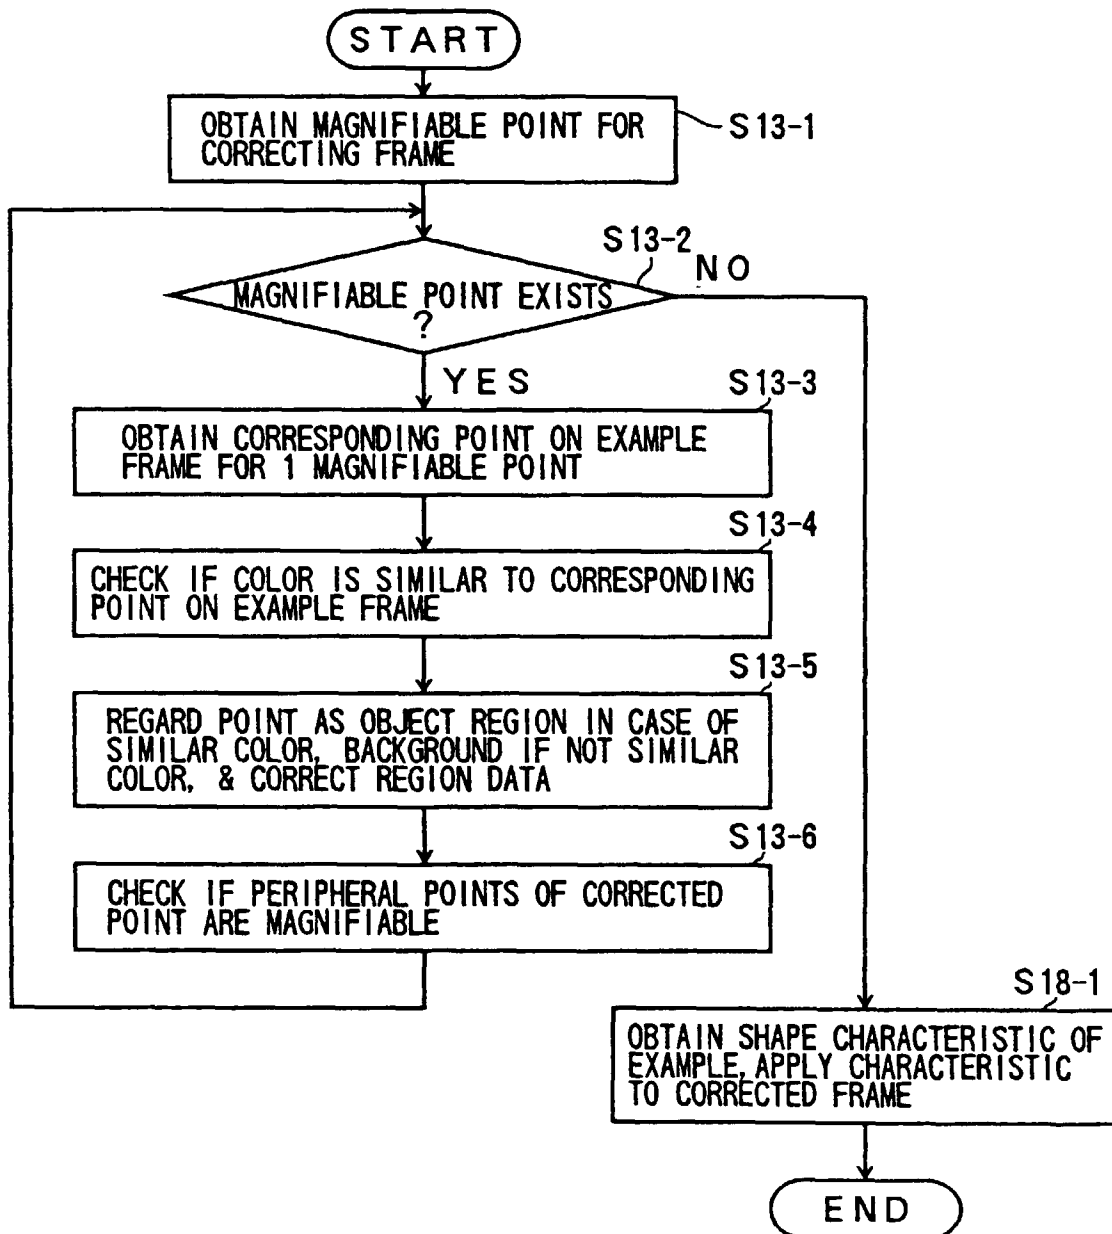 START
OBTAIN MAGNIFIABLE POINT FOR
CORRECTING FRAME
S13-1
S13-2
NO
MAGNIFIABLE POINT EXISTS
?
YES
S13-3
OBTAIN CORRESPONDING POINT ON EXAMPLE
FRAME FOR 1 MAGNIFIABLE POINT
S13-4
CHECK IF COLOR IS SIMILAR TO CORRESPONDING
POINT ON EXAMPLE FRAME
S13-5
REGARD POINT AS OBJECT REGION IN CASE OF
SIMILAR COLOR, BACKGROUND IF NOT SIMILAR
COLOR, & CORRECT REGION DATA
S13-6
CHECK IF PERIPHERAL POINTS OF CORRECTED
POINT ARE MAGNIFIABLE
S18-1
OBTAIN SHAPE CHARACTERISTIC OF
EXAMPLE, APPLY CHARACTERISTIC
TO CORRECTED FRAME
END